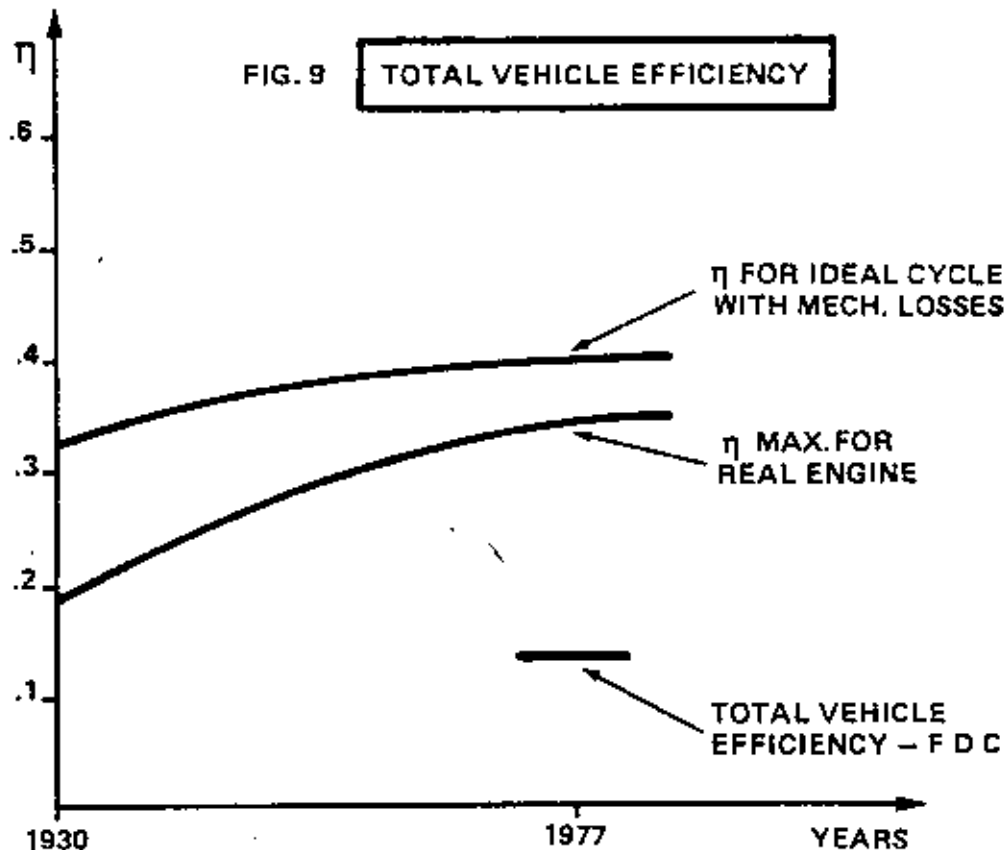 η
FIG. 9
TOTAL VEHICLE EFFICIENCY
.6
.5
.4
.3
.2
.1
η FOR IDEAL CYCLE
WITH MECH. LOSSES
η MAX. FOR
REAL ENGINE
TOTAL VEHICLE
EFFICIENCY – F D C
1930
1977
YEARS